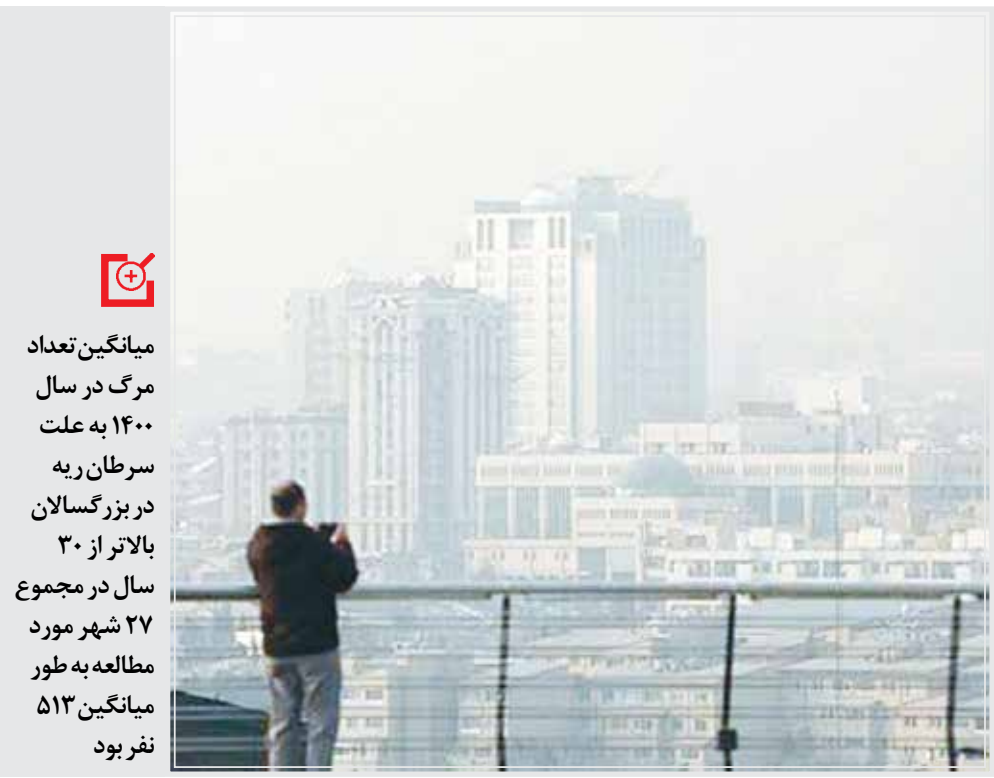 میانگین تعداد
مرگ در سال
۱۴۰۰ به علت
سرطان ریه
در بزرگسالان
بالاتر از ۳۰
سال در مجموع
۲۷ شهر مورد
مطالعه به طور
میانگین ۵۱۳
نفر بود